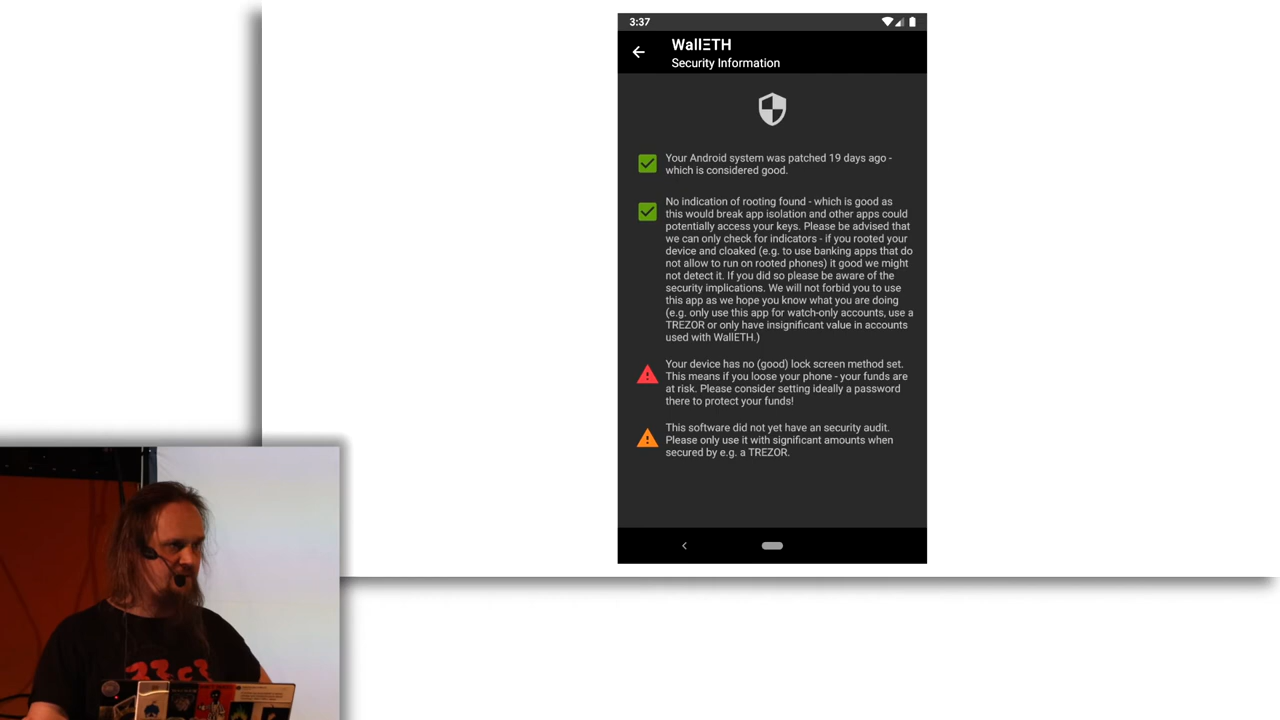 3:37
WallΞTH
Security Information
Your Android system was patched 19 days ago -
which is considered good.
No indication of rooting found - which is good as
this would break app isolation and other apps could
potentially access your keys. Please be advised that
we can only check for indicators - if you rooted your
device and cloaked (e.g. to use banking apps that do
not allow to run on rooted phones) it good we might
not detect it. If you did so please be aware of the
security implications. We will not forbid you to use
this app as we hope you know what you are doing
(e.g. only use this app for watch-only accounts, use a
TREZOR or only have insignificant value in accounts
used with WallETH.)
Your device has no (good) lock screen method set.
This means if you loose your phone - your funds are
at risk. Please consider setting ideally a password
there to protect your funds!
This software did not yet have an security audit.
Please only use it with significant amounts when
secured by e.g. a TREZOR.
33c3